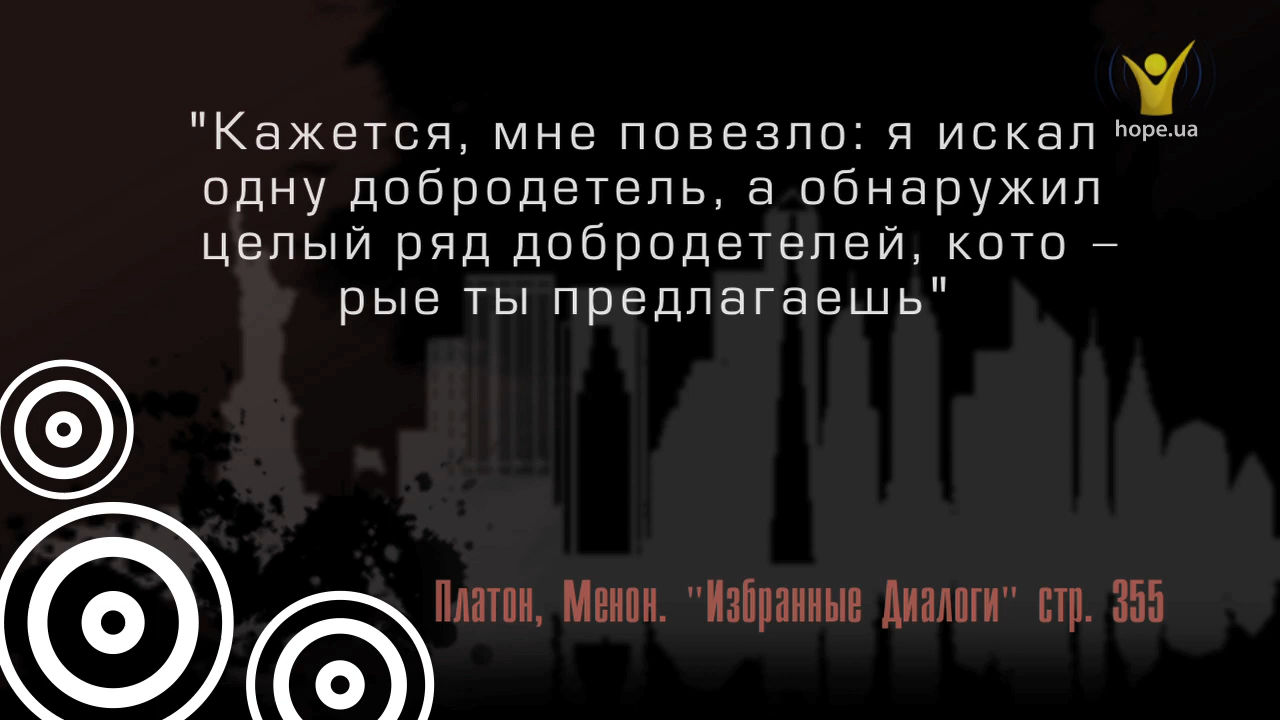 "Кажется, мне повезло: я искал
одну добродетель, а обнаружил
целый ряд добродетелей, кото –
рые ты предлагаешь"
hope.ua
Платон, Менон. "Избранные Диалоги" стр. 355